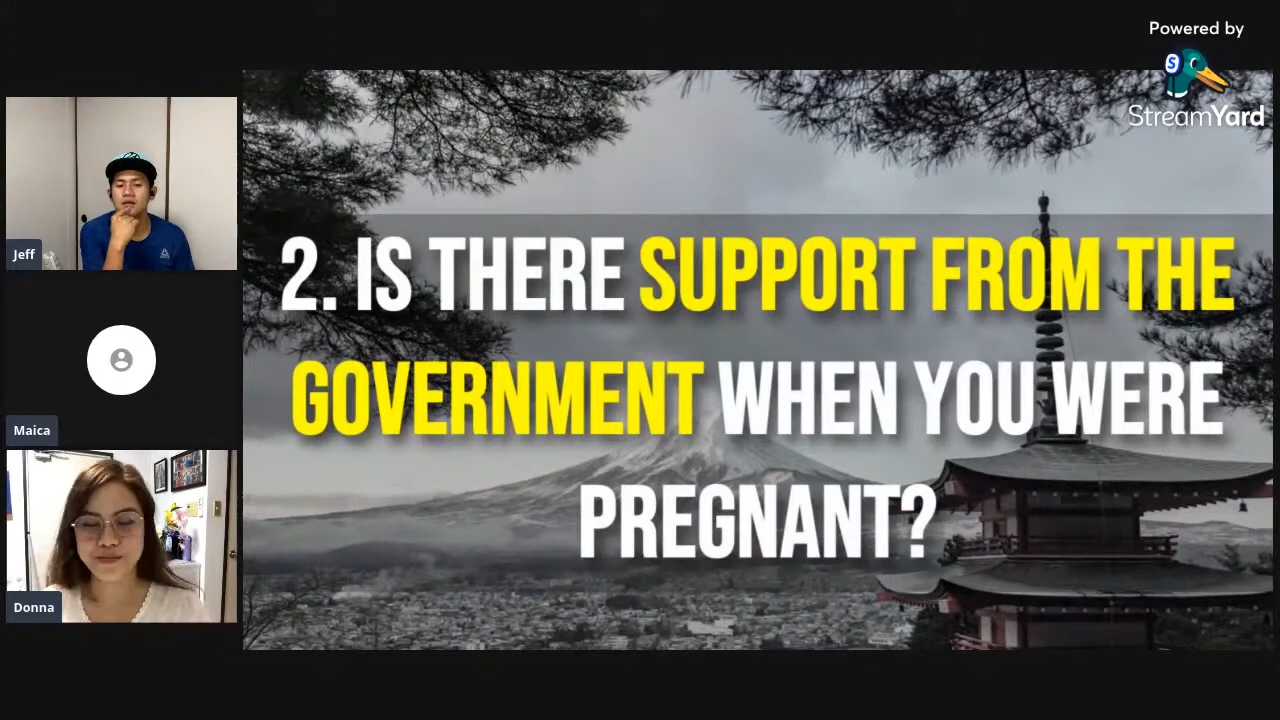 Powered by
S
StreamYard
Jeff
Maica
Donna
2. IS THERE SUPPORT FROM THE
GOVERNMENT WHEN YOU WERE
PREGNANT?